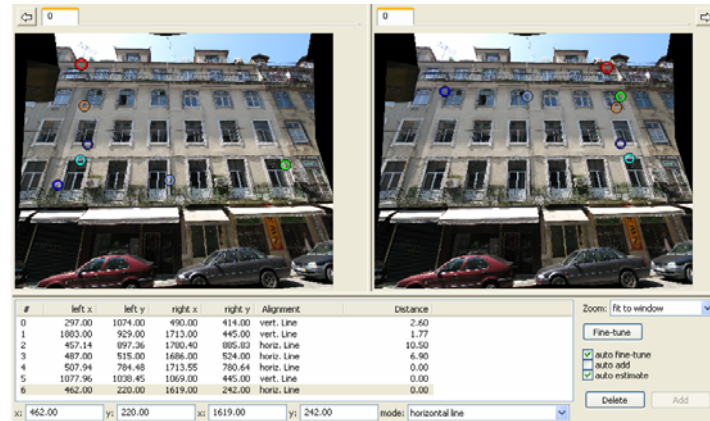 0
0
# left x left y right x right y Alignment Distance
0 297.00 1074.00 490.00 414.00 vert. Line 2.60
1 1883.00 929.00 1713.00 445.00 vert. Line 1.77
2 457.14 897.36 1780.40 885.83 horiz. Line 10.50
3 487.00 515.00 1686.00 524.00 horiz. Line 6.90
4 507.94 784.48 1713.55 780.64 horiz. Line 0.00
5 1077.96 1038.45 1069.00 445.00 vert. Line 0.00
6 462.00 220.00 1619.00 242.00 horiz. Line 0.00
x: 462.00 y: 220.00 x: 1619.00 y: 242.00 mode: horizontal line
Zoom: fit to window
Fine-tune
auto fine-tune
auto add
auto estimate
Delete Add